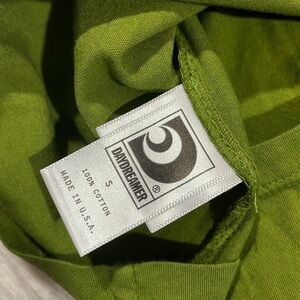 DAYDREAMER
®
S
100% COTTON
MADE IN U.S.A.